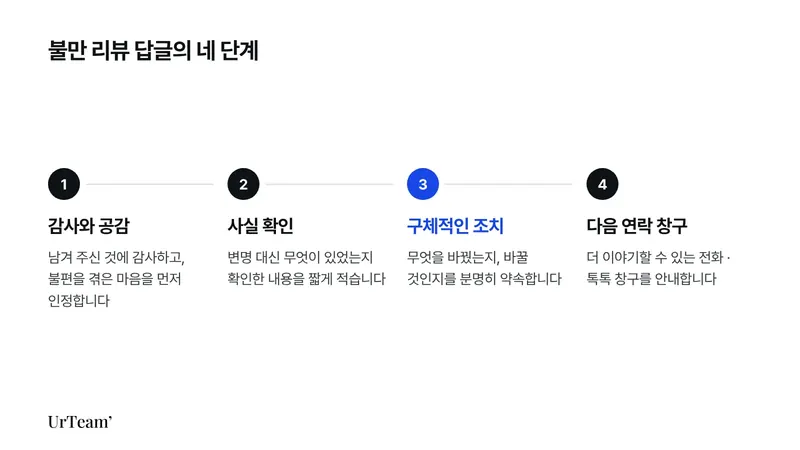 불만 리뷰 답글의 네 단계
1
감사와 공감
남겨 주신 것에 감사하고,
불편을 겪은 마음을 먼저
인정합니다
2
사실 확인
변명 대신 무엇이 있었는지
확인한 내용을 짧게 적습니다
3
구체적인 조치
무엇을 바꿨는지, 바꿀
것인지를 분명히 약속합니다
4
다음 연락 창구
더 이야기할 수 있는 전화 ·
톡톡 창구를 안내합니다
UrTeam’